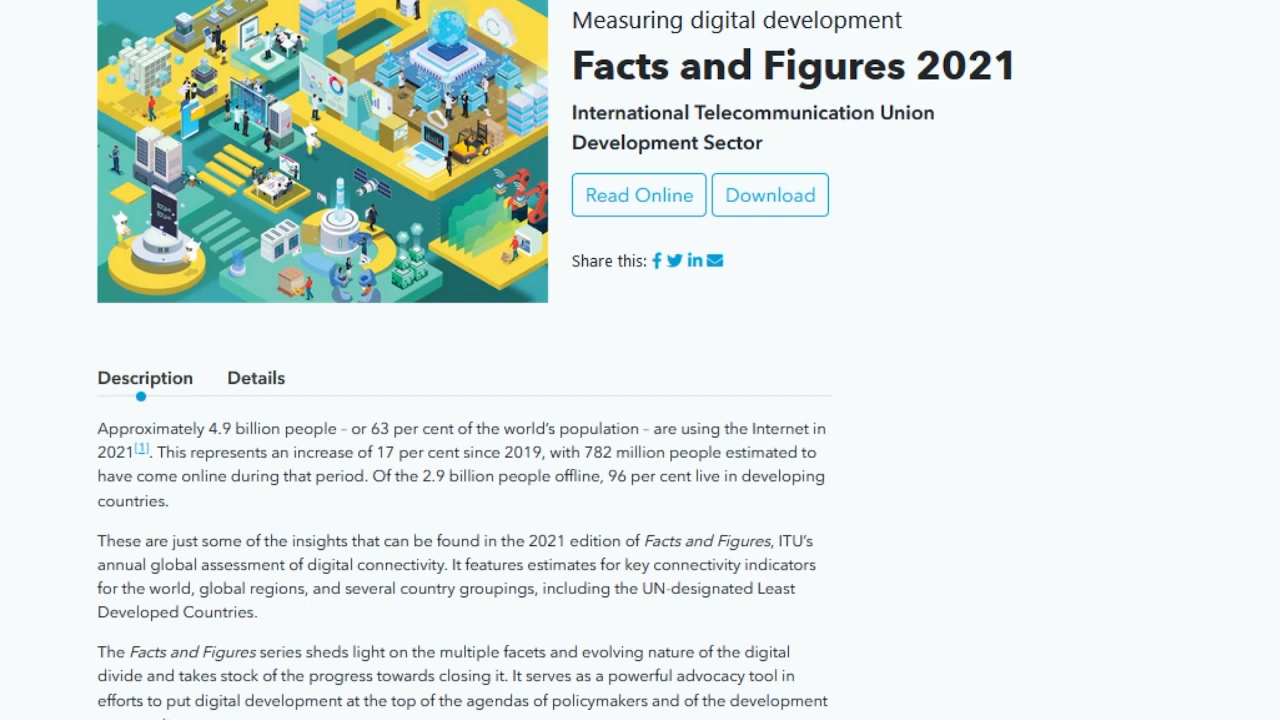 Measuring digital development
Facts and Figures 2021
International Telecommunication Union
Development Sector
Read Online
Download
Share this:
Description
Details
Approximately 4.9 billion people – or 63 per cent of the world's population – are using the Internet in
2021[1]. This represents an increase of 17 per cent since 2019, with 782 million people estimated to
have come online during that period. Of the 2.9 billion people offline, 96 per cent live in developing
countries.
These are just some of the insights that can be found in the 2021 edition of Facts and Figures, ITU's
annual global assessment of digital connectivity. It features estimates for key connectivity indicators
for the world, global regions, and several country groupings, including the UN-designated Least
Developed Countries.
The Facts and Figures series sheds light on the multiple facets and evolving nature of the digital
divide and takes stock of the progress towards closing it. It serves as a powerful advocacy tool in
efforts to put digital development at the top of the agendas of policymakers and of the development